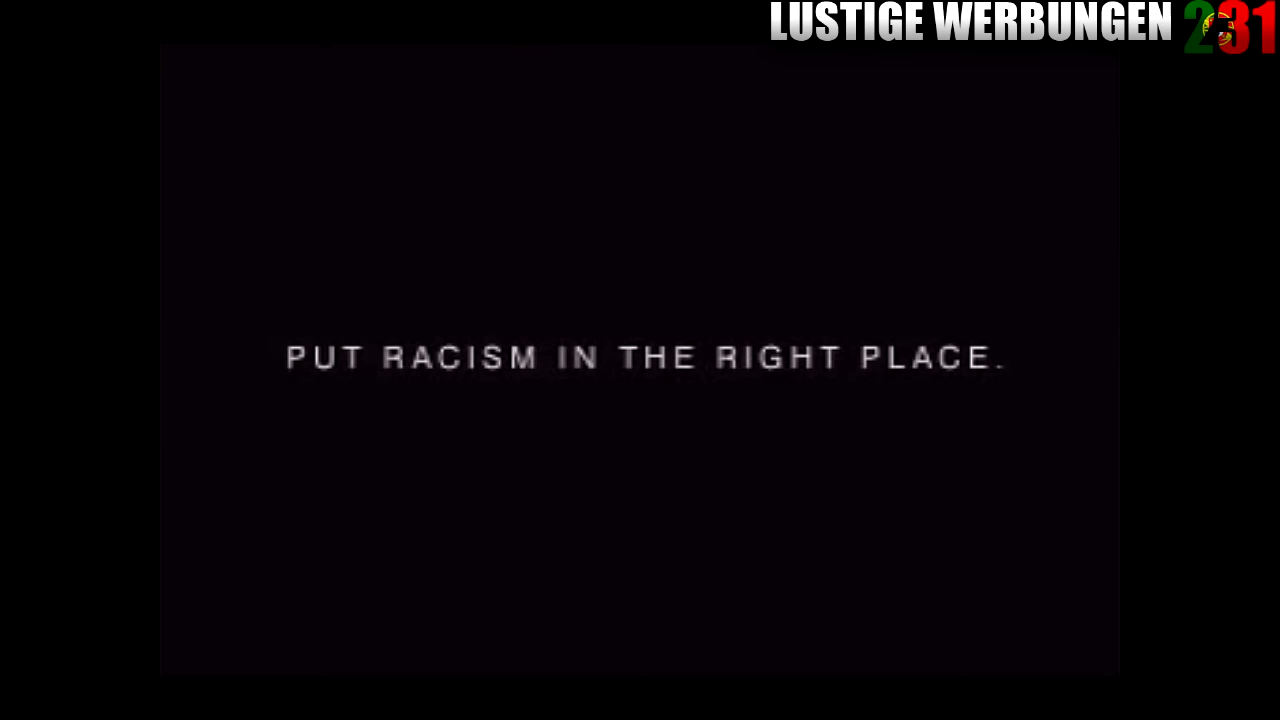 LUSTIGE WERBUNGEN 231
PUT RACISM IN THE RIGHT PLACE.